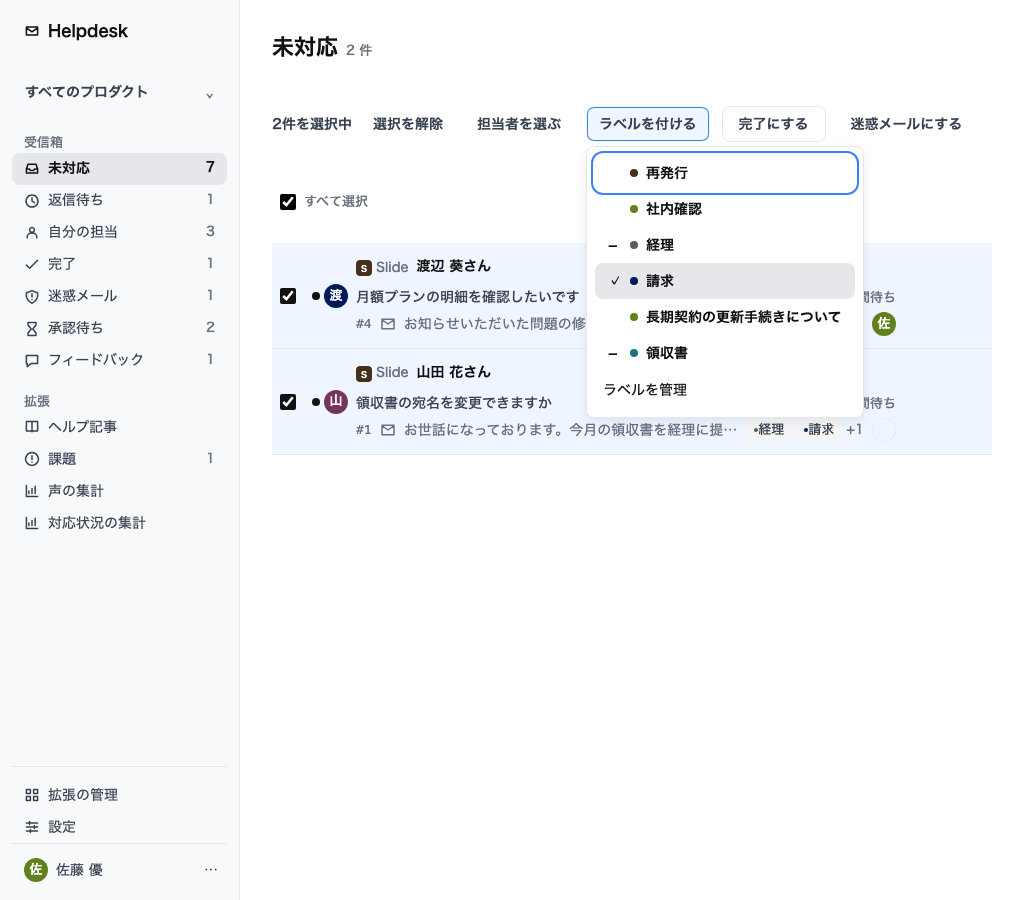 Helpdesk
すべてのプロダクト
受信箱
未対応 7
返信待ち 1
自分の担当 3
完了 1
迷惑メール 1
承認待ち 2
フィードバック 1
拡張
ヘルプ記事
課題 1
声の集計
対応状況の集計
拡張の管理
設定
佐 佐藤 優 …
未対応 2 件
2件を選択中 選択を解除 担当者を選ぶ ラベルを付ける 完了にする 迷惑メールにする
再発行
社内確認
経理
請求
長期契約の更新手続きについて
領収書
ラベルを管理
すべて選択
s Slide 渡辺 葵さん
渡 月額プランの明細を確認したいです 待ち
#4 お知らせいただいた問題の修 佐
s Slide 山田 花さん
山 領収書の宛名を変更できますか 待ち
#1 お世話になっております。今月の領収書を経理に提… 経理 請求 +1